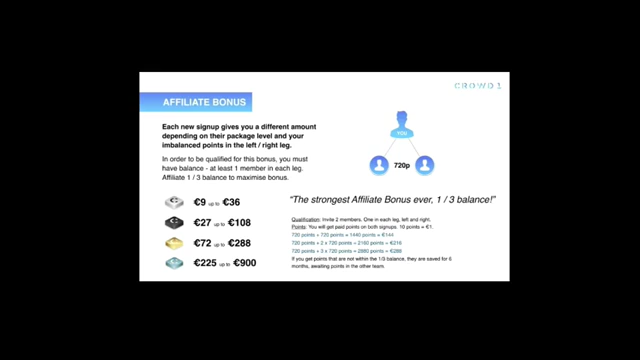 CROWD1
AFFILIATE BONUS
Each new signup gives you a different amount
depending on their package level and your
imbalanced points in the left / right leg.
In order to be qualified for this bonus, you must
have balance - at least 1 member in each leg.
Affiliate 1 / 3 balance to maximise bonus.
€9 up to €36
€27 up to €108
€72 up to €288
€225 up to €900
YOU
720p
"The strongest Affiliate Bonus ever, 1 / 3 balance!"
Qualification: Invite 2 members. One in each leg, left and right.
Points: You will get paid points on both signups. 10 points = €1.
720 points + 720 points = 1440 points = €144
720 points + 2 x 720 points = 2160 points = €216
720 points + 3 x 720 points = 2880 points = €288
If you get points that are not within the 1/3 balance, they are saved for 6
months, awaiting points in the other team.